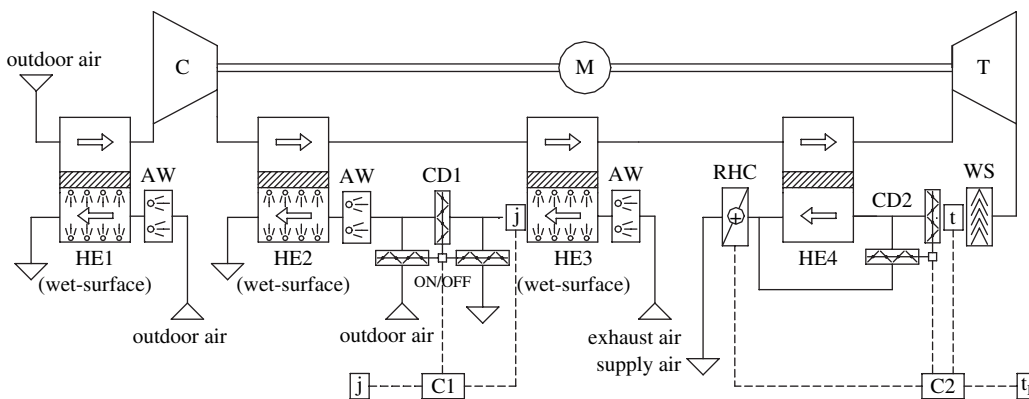 outdoor air
C
M
T
AW
AW
CD1
j
AW
RHC
CD2
t
WS
HE1
(wet-surface)
HE2
(wet-surface)
ON/OFF
HE3
(wet-surface)
HE4
outdoor air
outdoor air
exhaust air
supply air
j
C1
C2